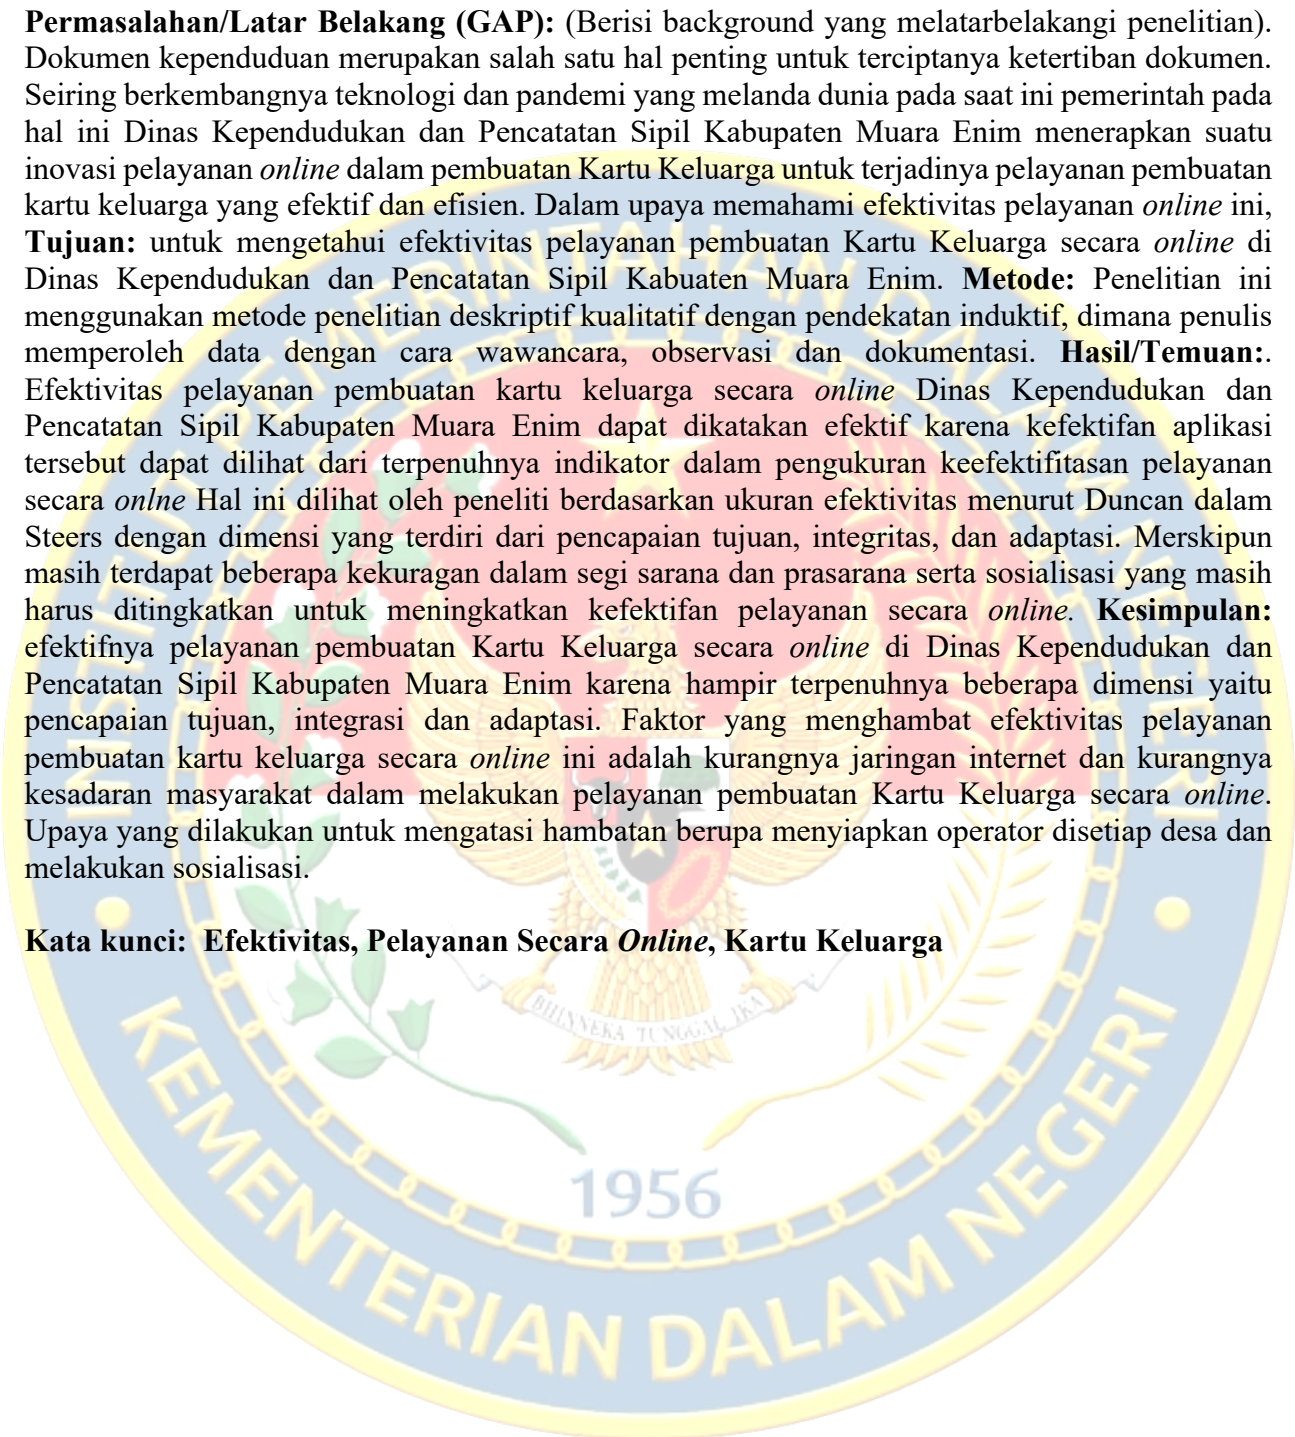 Permasalahan/Latar Belakang (GAP): (Berisi background yang melatarbelakangi penelitian).
Dokumen kependuduan merupakan salah satu hal penting untuk terciptanya ketertiban dokumen.
Seiring berkembangnya teknologi dan pandemi yang melanda dunia pada saat ini pemerintah pada
hal ini Dinas Kependudukan dan Pencatatan Sipil Kabupaten Muara Enim menerapkan suatu
inovasi pelayanan online dalam pembuatan Kartu Keluarga untuk terjadinya pelayanan pembuatan
kartu keluarga yang efektif dan efisien. Dalam upaya memahami efektivitas pelayanan online ini,
Tujuan: untuk mengetahui efektivitas pelayanan pembuatan Kartu Keluarga secara online di
Dinas Kependudukan dan Pencatatan Sipil Kabuaten Muara Enim. Metode: Penelitian ini
menggunakan metode penelitian deskriptif kualitatif dengan pendekatan induktif, dimana penulis
memperoleh data dengan cara wawancara, observasi dan dokumentasi. Hasil/Temuan:.
Efektivitas pelayanan pembuatan kartu keluarga secara online Dinas Kependudukan dan
Pencatatan Sipil Kabupaten Muara Enim dapat dikatakan efektif karena kefektifan aplikasi
tersebut dapat dilihat dari terpenuhnya indikator dalam pengukuran keefektifitasan pelayanan
secara onlne Hal ini dilihat oleh peneliti berdasarkan ukuran efektivitas menurut Duncan dalam
Steers dengan dimensi yang terdiri dari pencapaian tujuan, integritas, dan adaptasi. Merskipun
masih terdapat beberapa kekuragan dalam segi sarana dan prasarana serta sosialisasi yang masih
harus ditingkatkan untuk meningkatkan kefektifan pelayanan secara online. Kesimpulan:
efektifnya pelayanan pembuatan Kartu Keluarga secara online di Dinas Kependudukan dan
Pencatatan Sipil Kabupaten Muara Enim karena hampir terpenuhnya beberapa dimensi yaitu
pencapaian tujuan, integrasi dan adaptasi. Faktor yang menghambat efektivitas pelayanan
pembuatan kartu keluarga secara online ini adalah kurangnya jaringan internet dan kurangnya
kesadaran masyarakat dalam melakukan pelayanan pembuatan Kartu Keluarga secara online.
Upaya yang dilakukan untuk mengatasi hambatan berupa menyiapkan operator disetiap desa dan
melakukan sosialisasi.
Kata kunci: Efektivitas, Pelayanan Secara Online, Kartu Keluarga
INSTITUT PEMERINTAHAN DALAM NEGERI
BHINNEKA TUNGGAL IKA
1956
KEMENTERIAN DALAM NEGERI